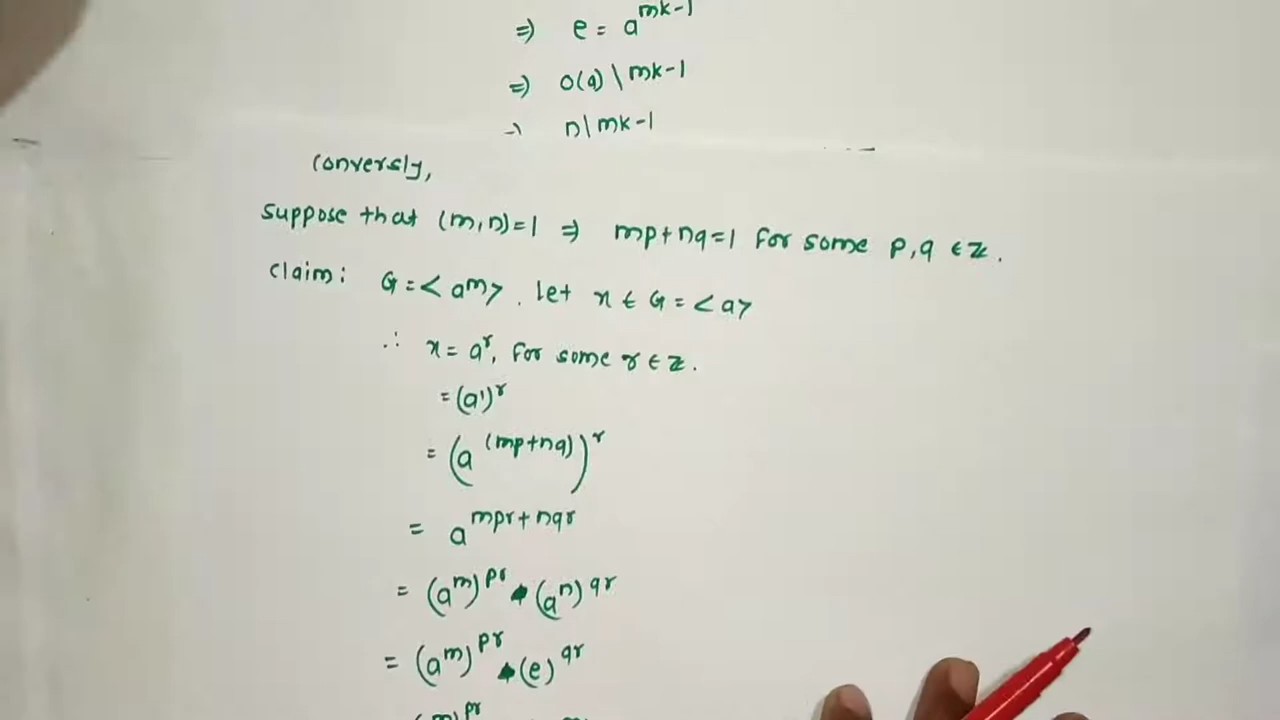 ⇒ e = a^{mk-1}
⇒ o(a) \ mk-1
⇒ n | mk-1
Conversly,
Suppose that (m,n)=1 ⇒ mp+nq=1 for some p,q ∈ Z.
Claim: G = <a^m>. let x ∈ G = <a>
∴ x = a^r, for some r ∈ Z.
= (a^1)^r
= (a^{(mp+nq)})^r
= a^{mpr+nqr}
= (a^m)^{pr} · (a^n)^{qr}
= (a^m)^{pr} · (e)^{qr}